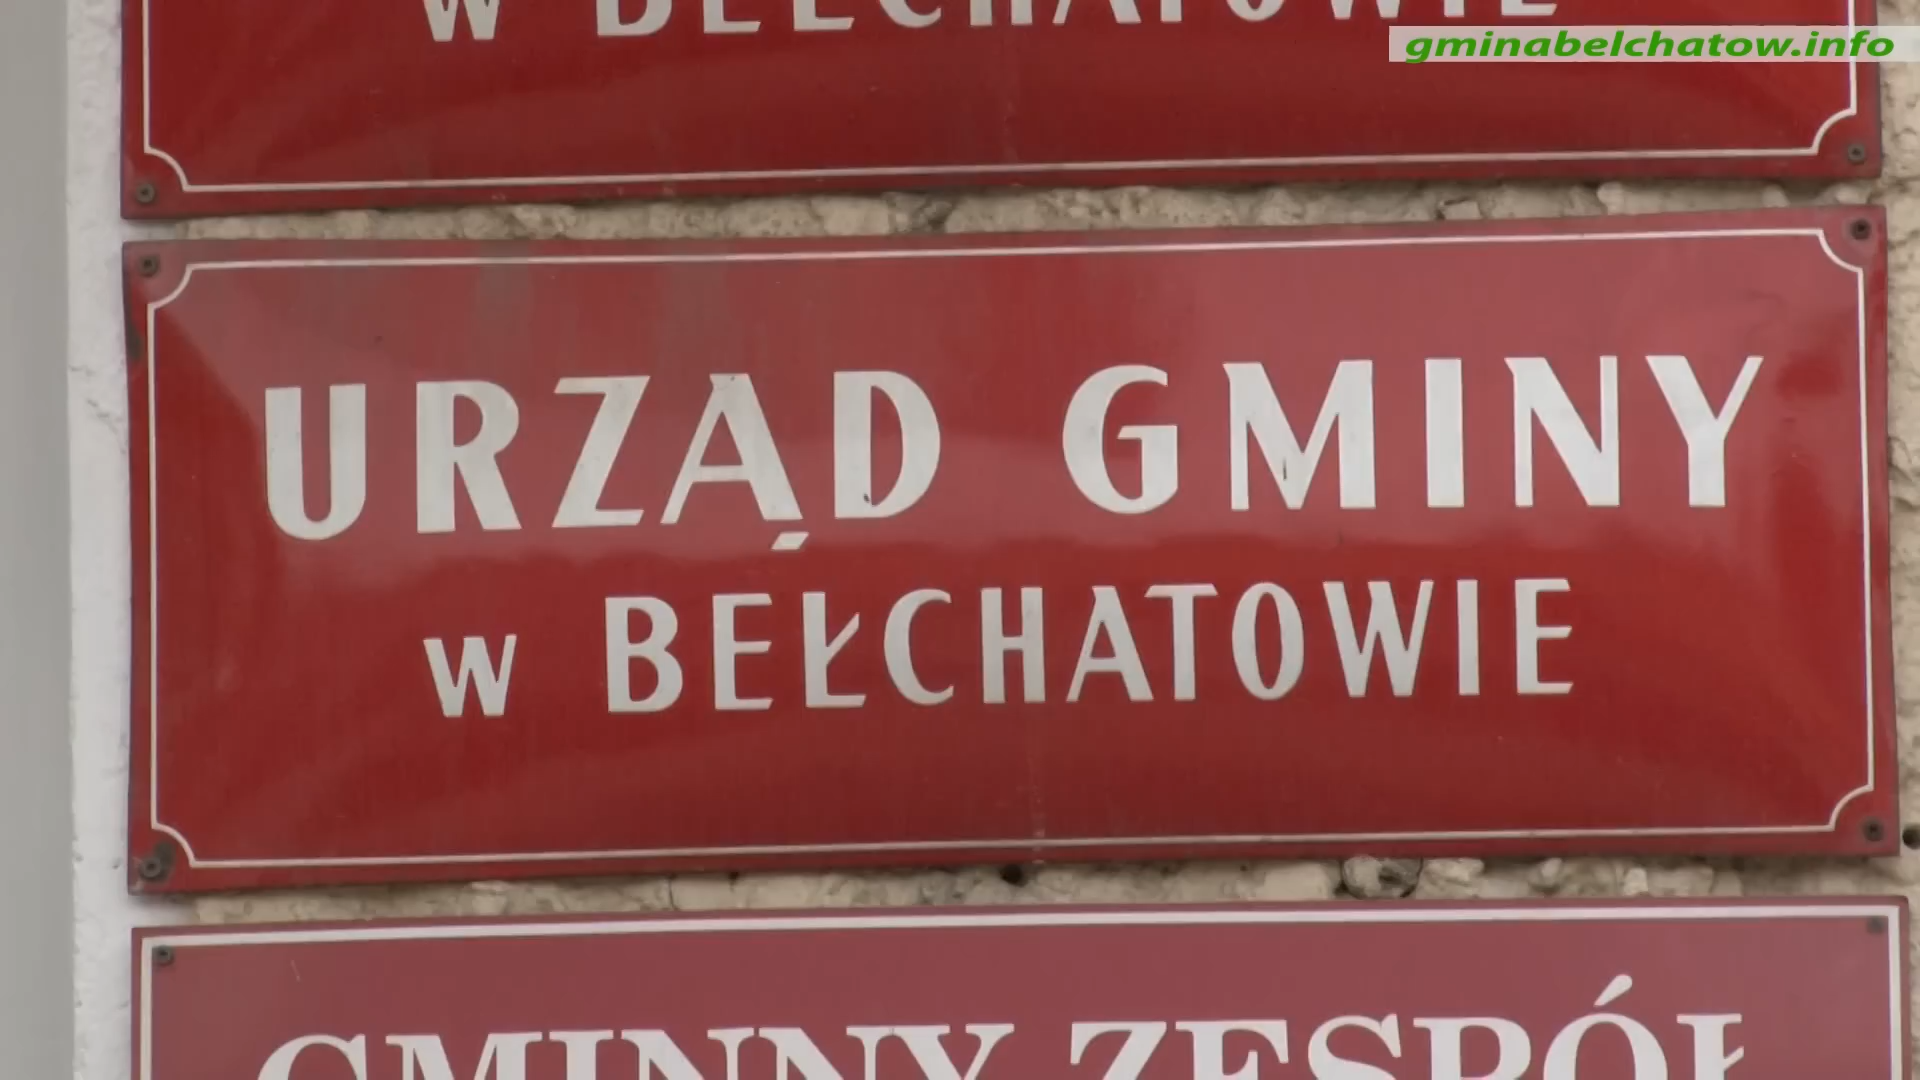 w BEŁCHATOWIE
gminabelchatow.info
URZĄD GMINY
w BEŁCHATOWIE
GMINNY ZESPÓŁ